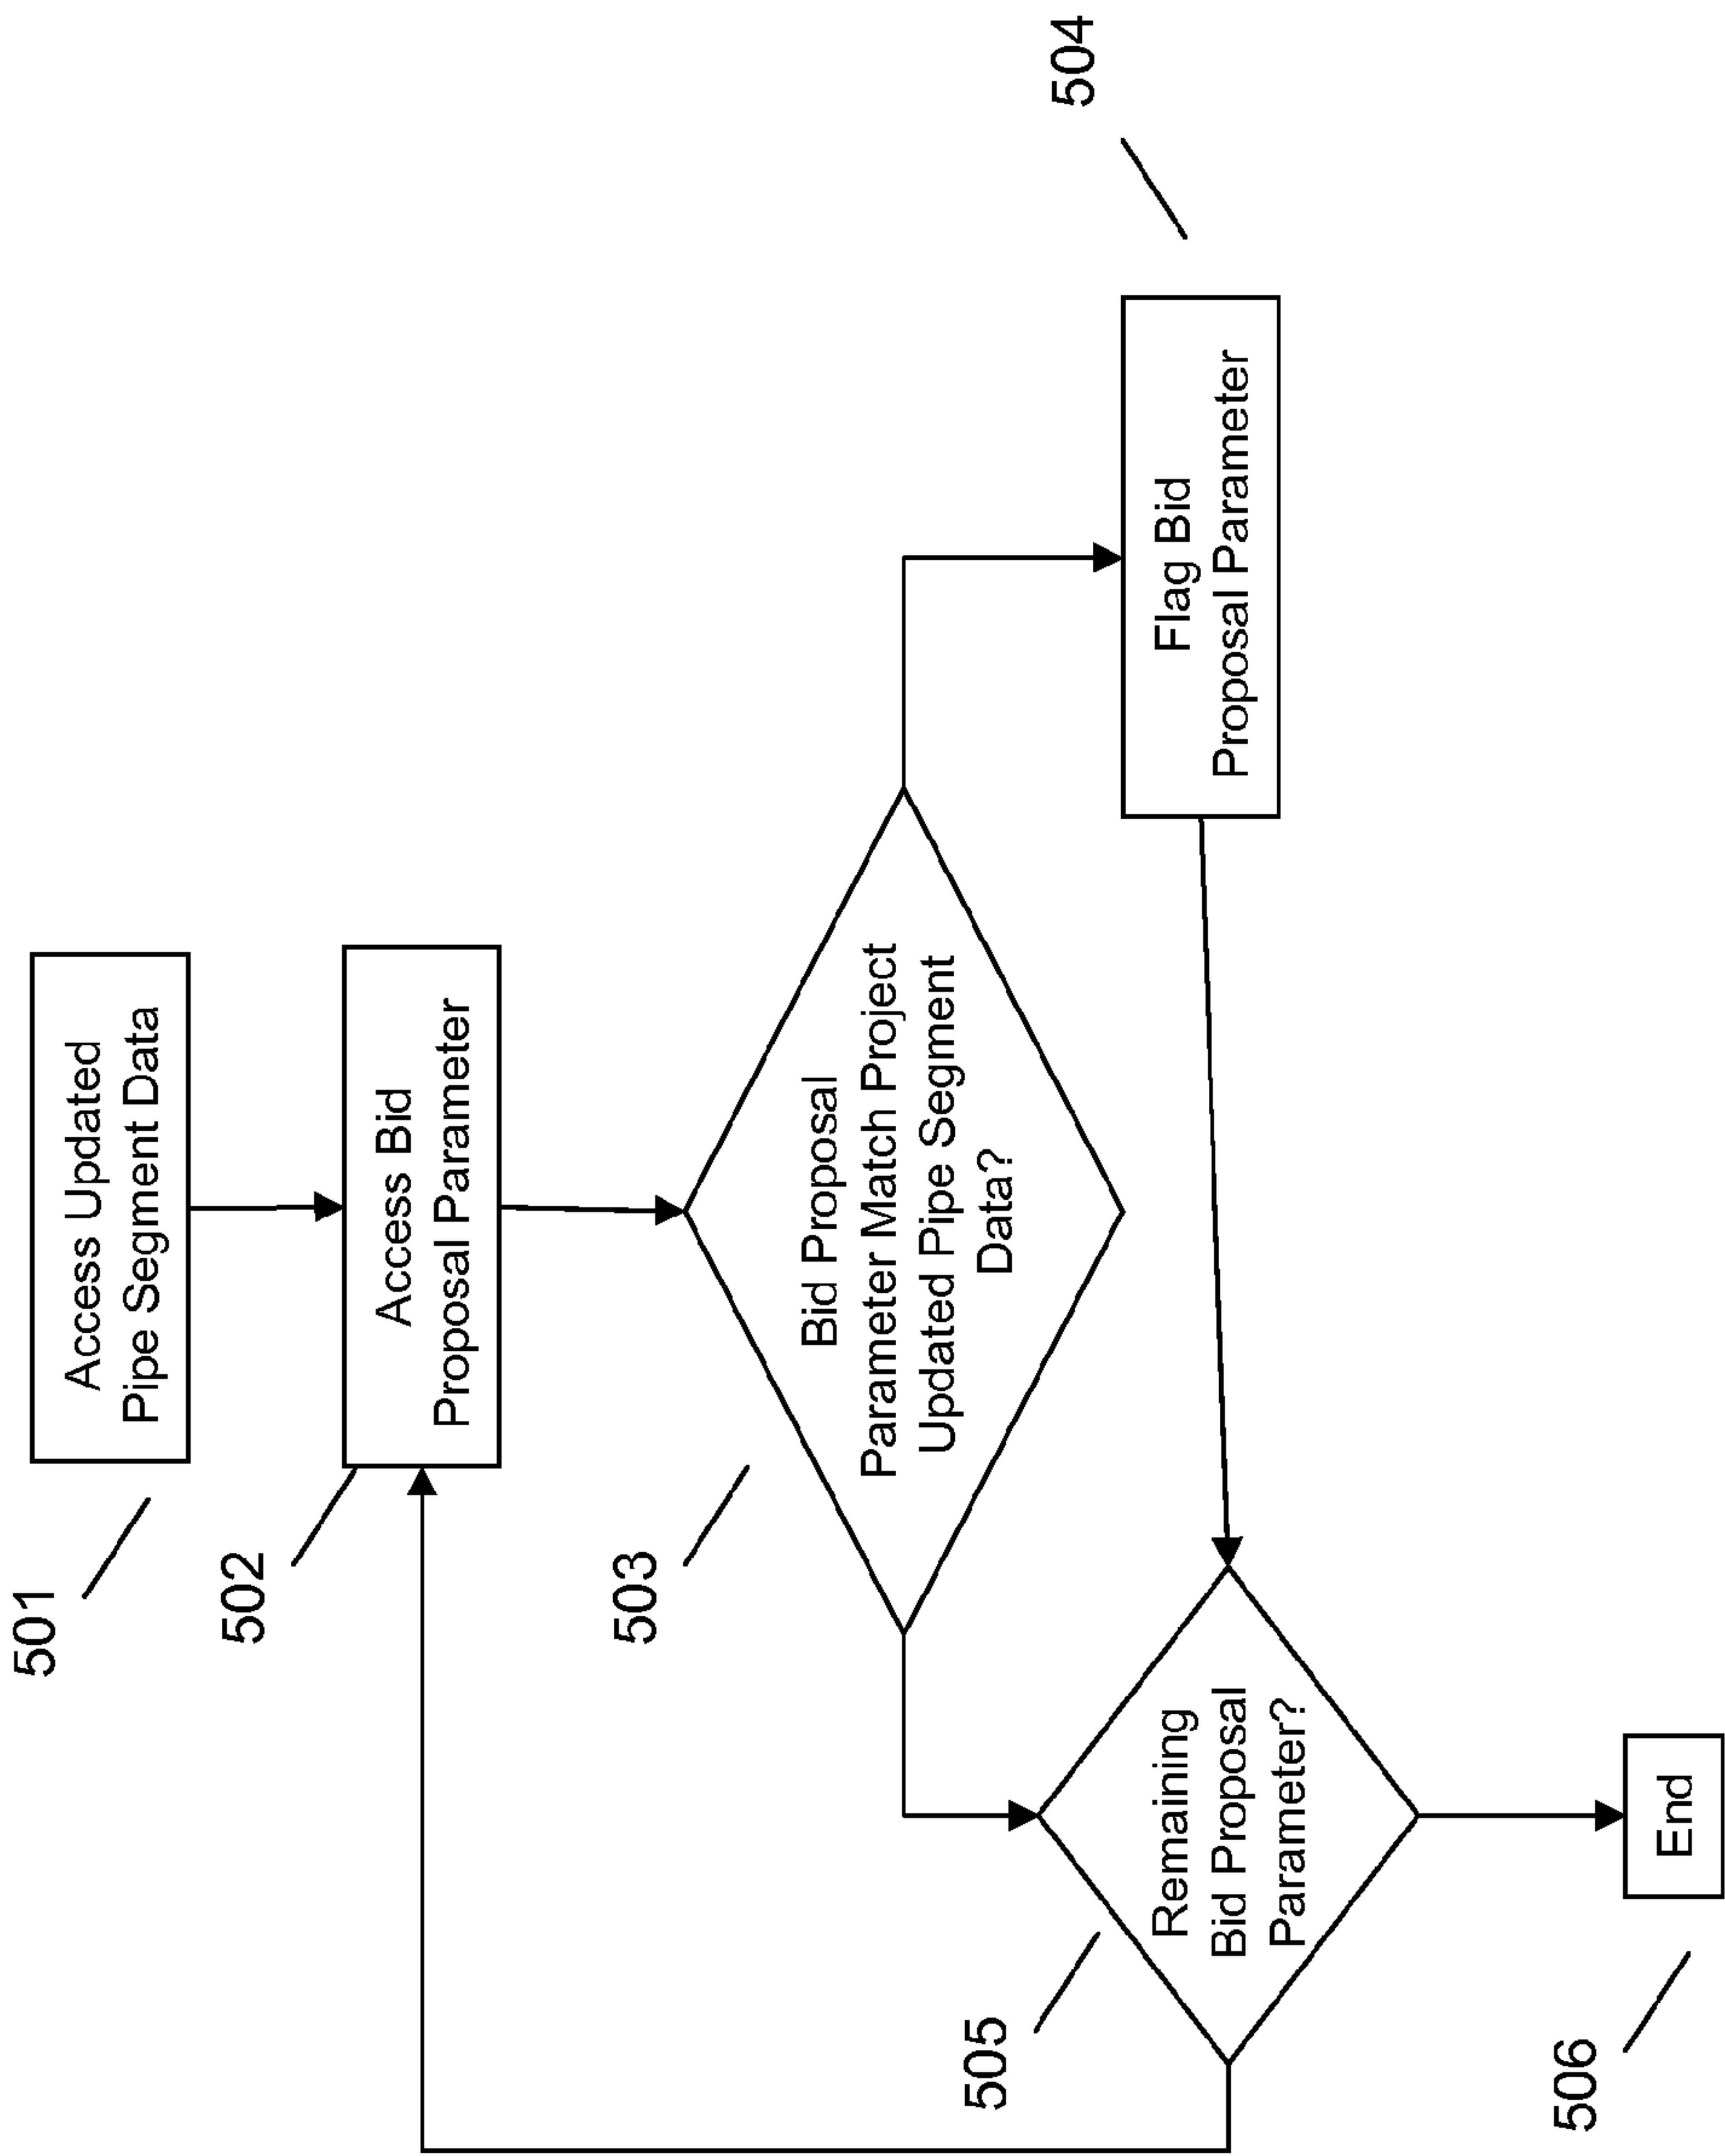 501
Access Updated
Pipe Segment Data
502
Access Bid
Proposal Parameter
503
Bid Proposal
Parameter Match Project
Updated Pipe Segment
Data?
504
Flag Bid
Proposal Parameter
505
Remaining
Bid Proposal
Parameter?
506
End